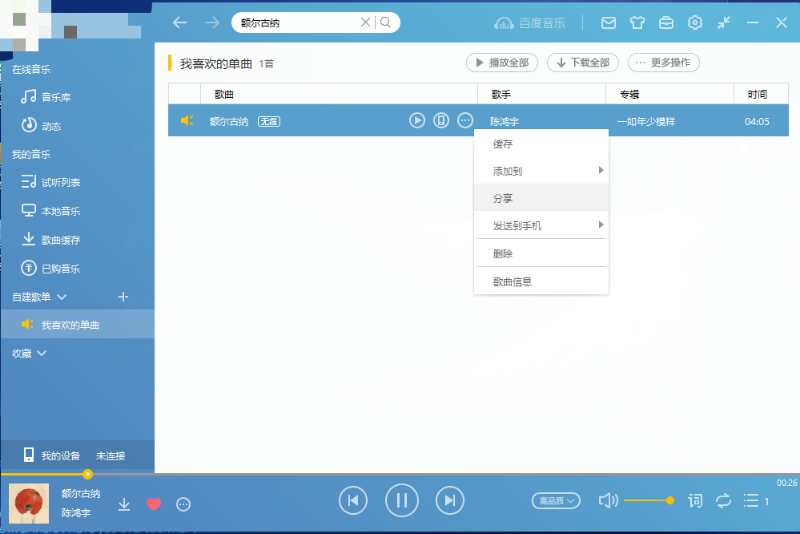 额尔古纳
百度音乐
在线音乐
音乐库
动态
我的音乐
试听列表
本地音乐
歌曲缓存
已购音乐
自建歌单
我喜欢的单曲
收藏
我的设备 未连接
我喜欢的单曲 1首
播放全部 下载全部 更多操作
歌曲 歌手 专辑 时间
额尔古纳 无损 陈鸿宇 一如年少模样 04:05
缓存
添加到
分享
发送到手机
删除
歌曲信息
00:26
额尔古纳
陈鸿宇
高品质 词 1